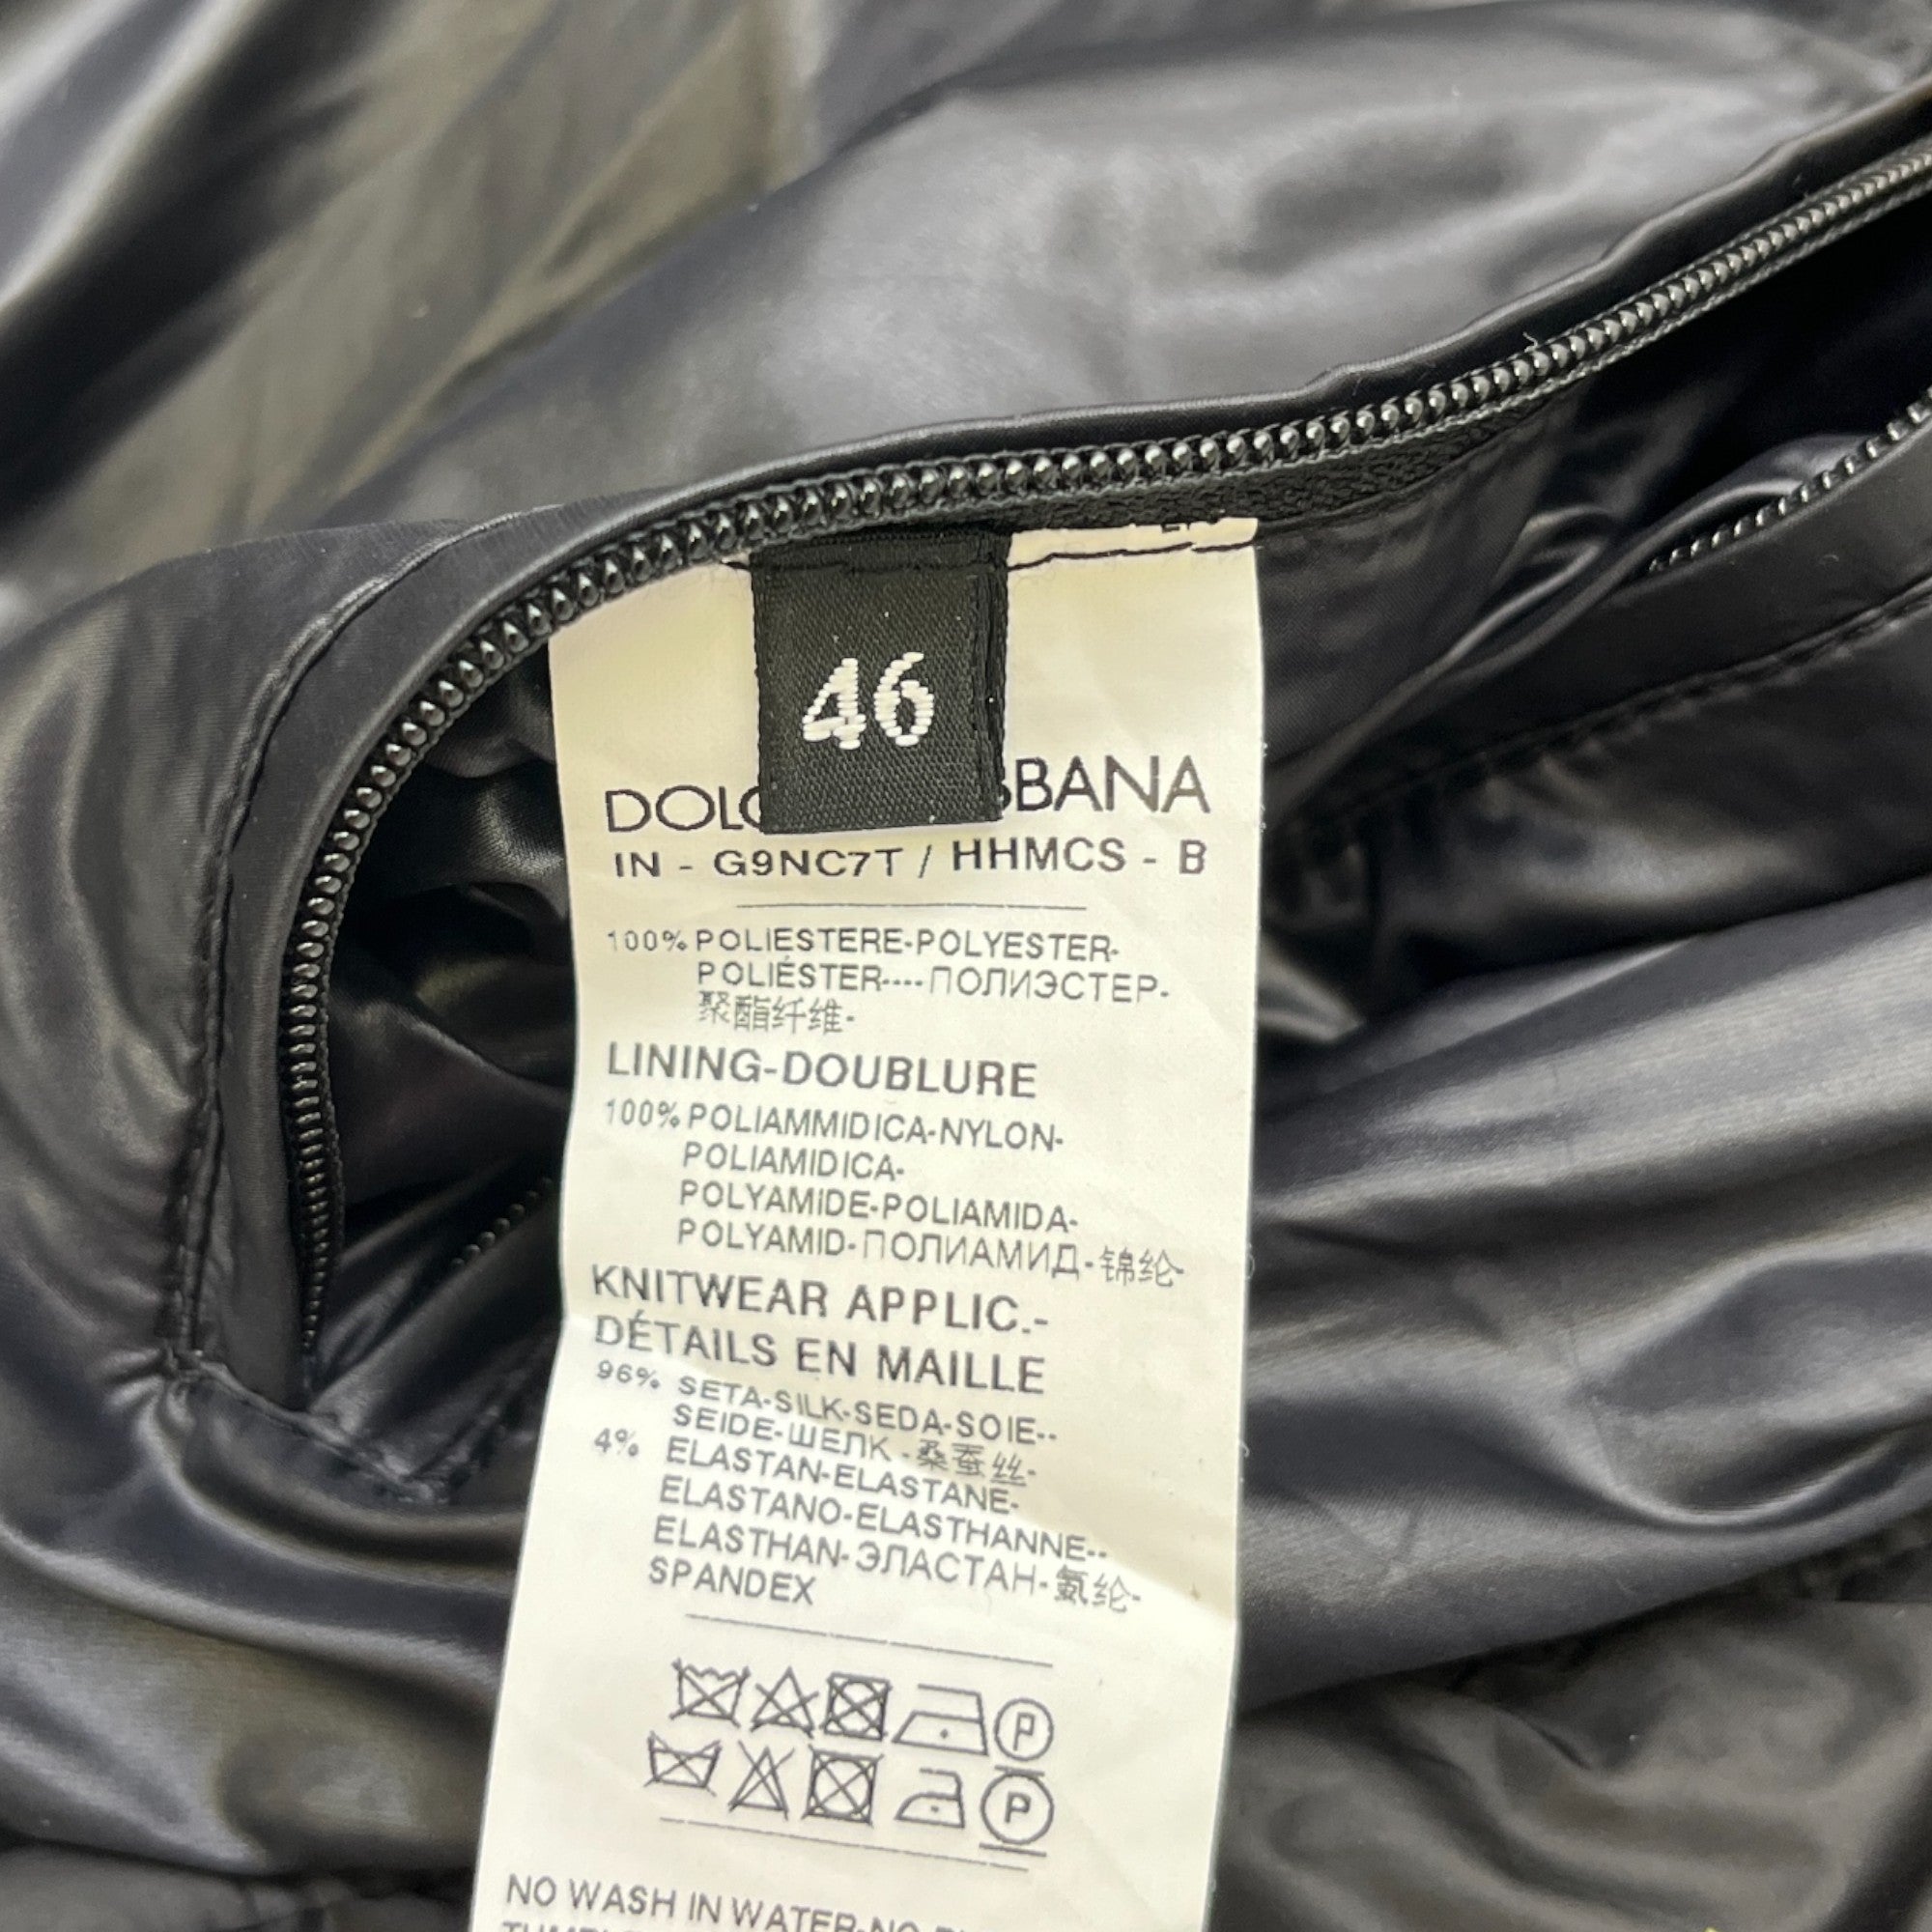 46
DOLC BBANA
IN - G9NC7T / HHMCS - B
100% POLIESTERE-POLYESTER-
POLIÉSTER----ПОЛИЭСТЕР-
聚酯纤维-
LINING-DOUBLURE
100% POLIAMMIDICA-NYLON-
POLIAMIDICA-
POLYAMIDE-POLIAMIDA-
POLYAMID-ПОЛИАМИД-锦纶-
KNITWEAR APPLIC.-
DÉTAILS EN MAILLE
96% SETA-SILK-SEDA-SOIE--
SEIDE-ШЕЛК-桑蚕丝-
4% ELASTAN-ELASTANE-
ELASTANO-ELASTHANNE--
ELASTHAN-ЭЛАСТАН-氨纶-
SPANDEX
P
P
NO WASH IN WATER-NO